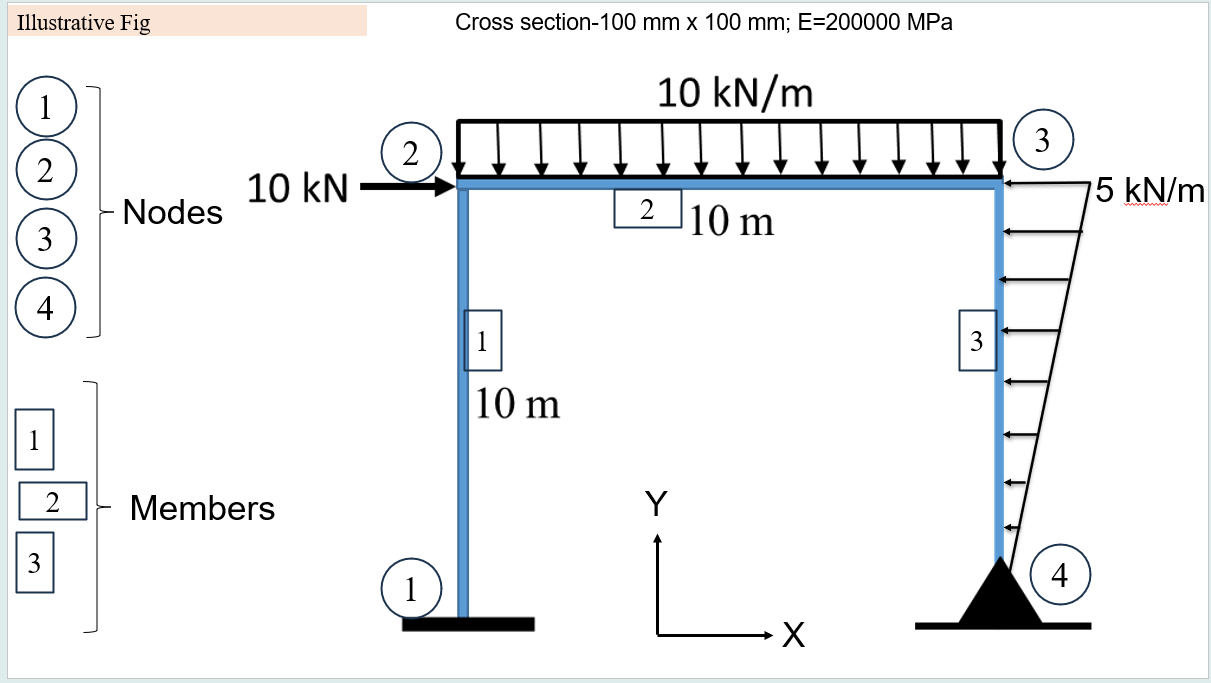 Illustrative Fig
Cross section-100 mm x 100 mm; E=200000 MPa
1
2
3
4
Nodes
1
2
3
Members
10 kN/m
2
3
10 kN
5 kN/m
2
10 m
1
3
10 m
Y
X
1
4